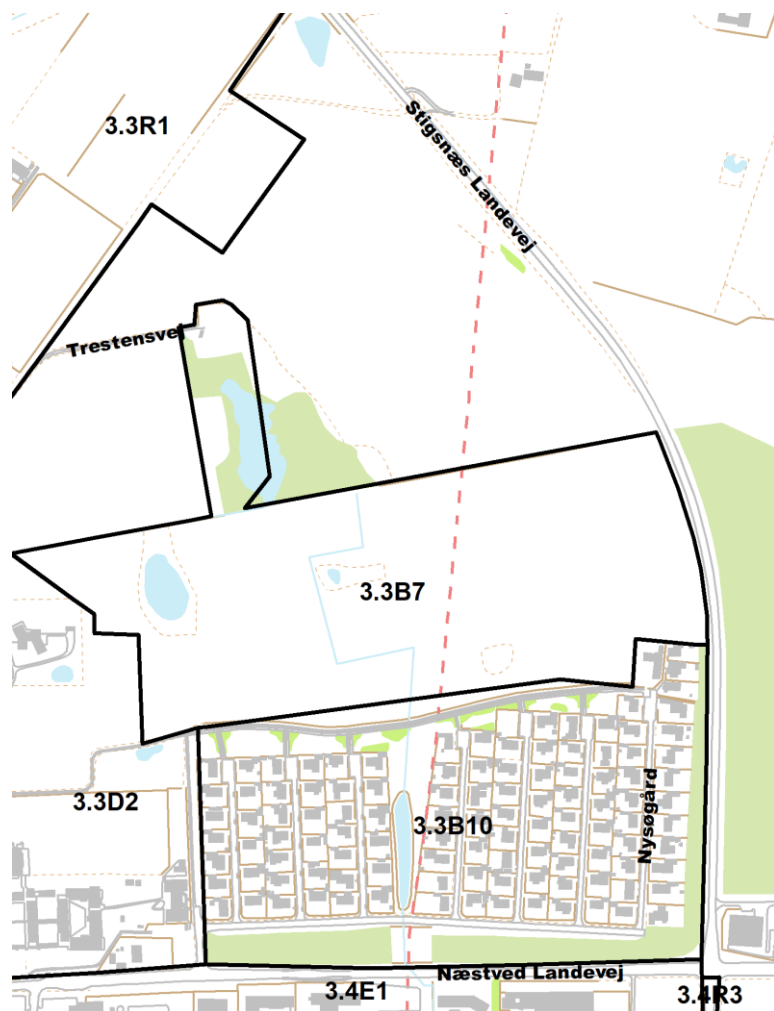 3.3R1
Stigsnæs Landevej
Trestensvej
3.3B7
3.3D2
3.3B10
Nysøgård
Næstved Landevej
3.4E1
3.4R3